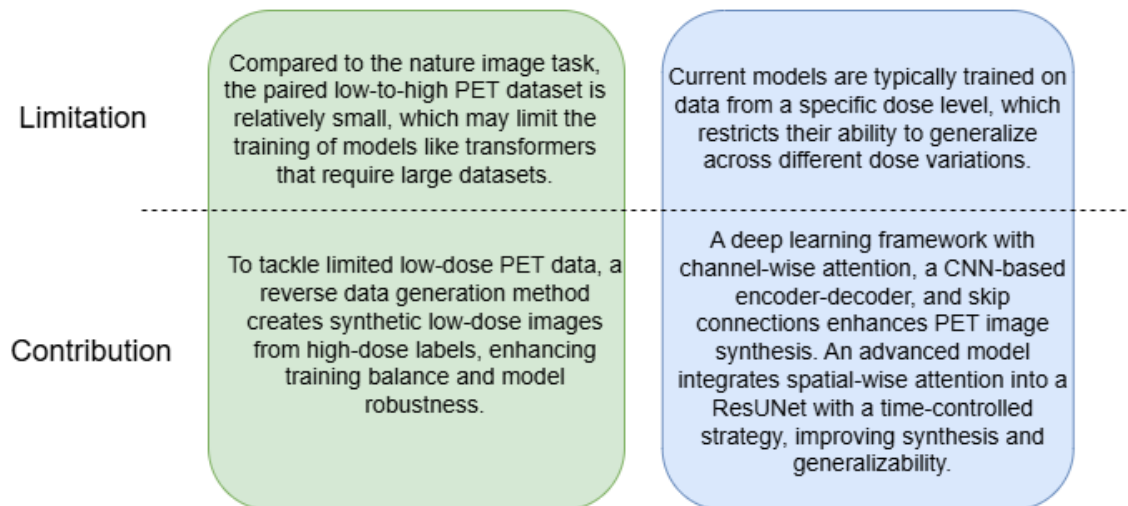 Limitation
Compared to the nature image task,
the paired low-to-high PET dataset is
relatively small, which may limit the
training of models like transformers
that require large datasets.
Current models are typically trained on
data from a specific dose level, which
restricts their ability to generalize
across different dose variations.
Contribution
To tackle limited low-dose PET data, a
reverse data generation method
creates synthetic low-dose images
from high-dose labels, enhancing
training balance and model
robustness.
A deep learning framework with
channel-wise attention, a CNN-based
encoder-decoder, and skip
connections enhances PET image
synthesis. An advanced model
integrates spatial-wise attention into a
ResUNet with a time-controlled
strategy, improving synthesis and
generalizability.